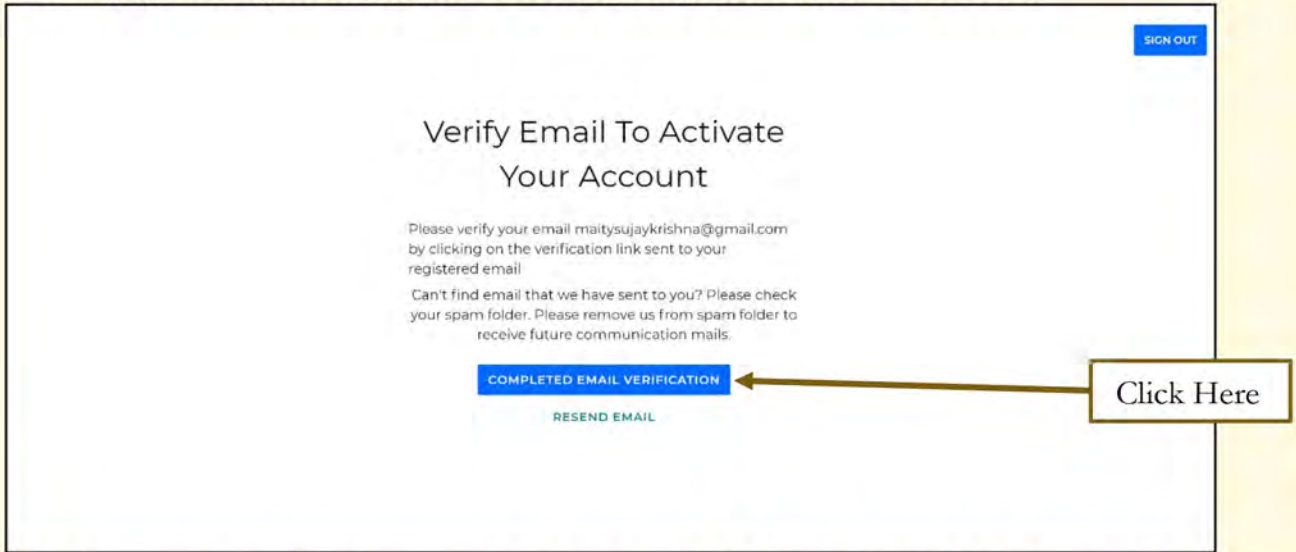 SIGN OUT
Verify Email To Activate
Your Account
Please verify your email maitysujaykrishna@gmail.com
by clicking on the verification link sent to your
registered email
Can't find email that we have sent to you? Please check
your spam folder. Please remove us from spam folder to
receive future communication mails.
COMPLETED EMAIL VERIFICATION
Click Here
RESEND EMAIL